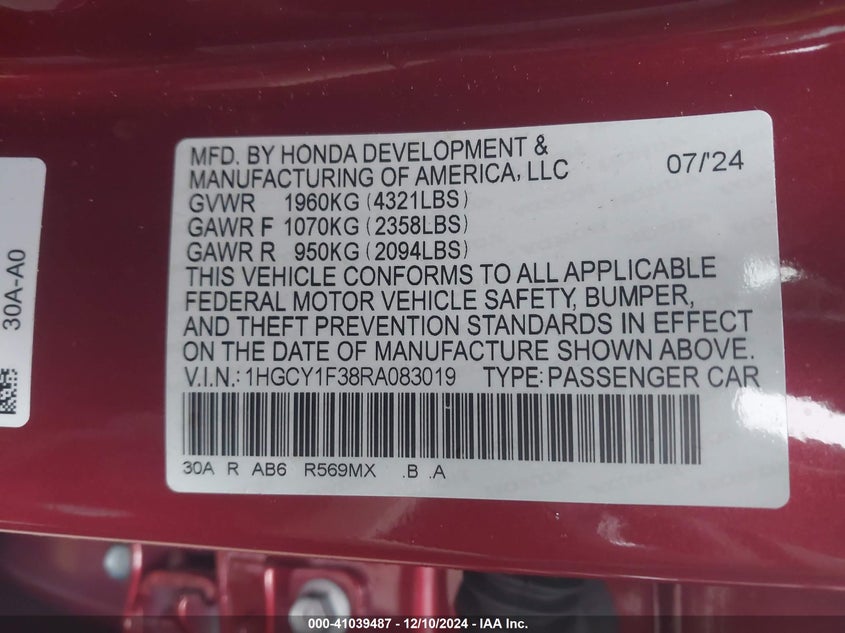 MFD. BY HONDA DEVELOPMENT &
MANUFACTURING OF AMERICA, LLC 07/'24
GVWR 1960KG (4321LBS)
GAWR F 1070KG (2358LBS)
GAWR R 950KG (2094LBS)
THIS VEHICLE CONFORMS TO ALL APPLICABLE
FEDERAL MOTOR VEHICLE SAFETY, BUMPER,
AND THEFT PREVENTION STANDARDS IN EFFECT
ON THE DATE OF MANUFACTURE SHOWN ABOVE.
V.I.N.: 1HGCY1F38RA083019 TYPE: PASSENGER CAR
30A R AB6 R569MX .B .A
30A-A0
000-41039487 - 12/10/2024 - IAA Inc.